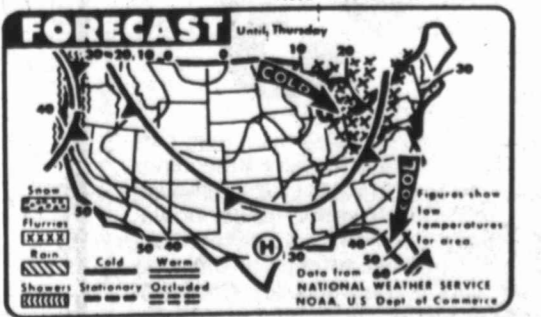 FORECAST
Until, Thursday
30 20 10 0 0 10 20
30
COLD
40
COOL
Snow
Flurries
Rain
Showers
50
50 40
H
30
40
50
60
Figures show
low
temperatures
for area.
Cold Warm
Stationary Occluded
Data from
NATIONAL WEATHER SERVICE
NOAA, U.S. Dept of Commerce